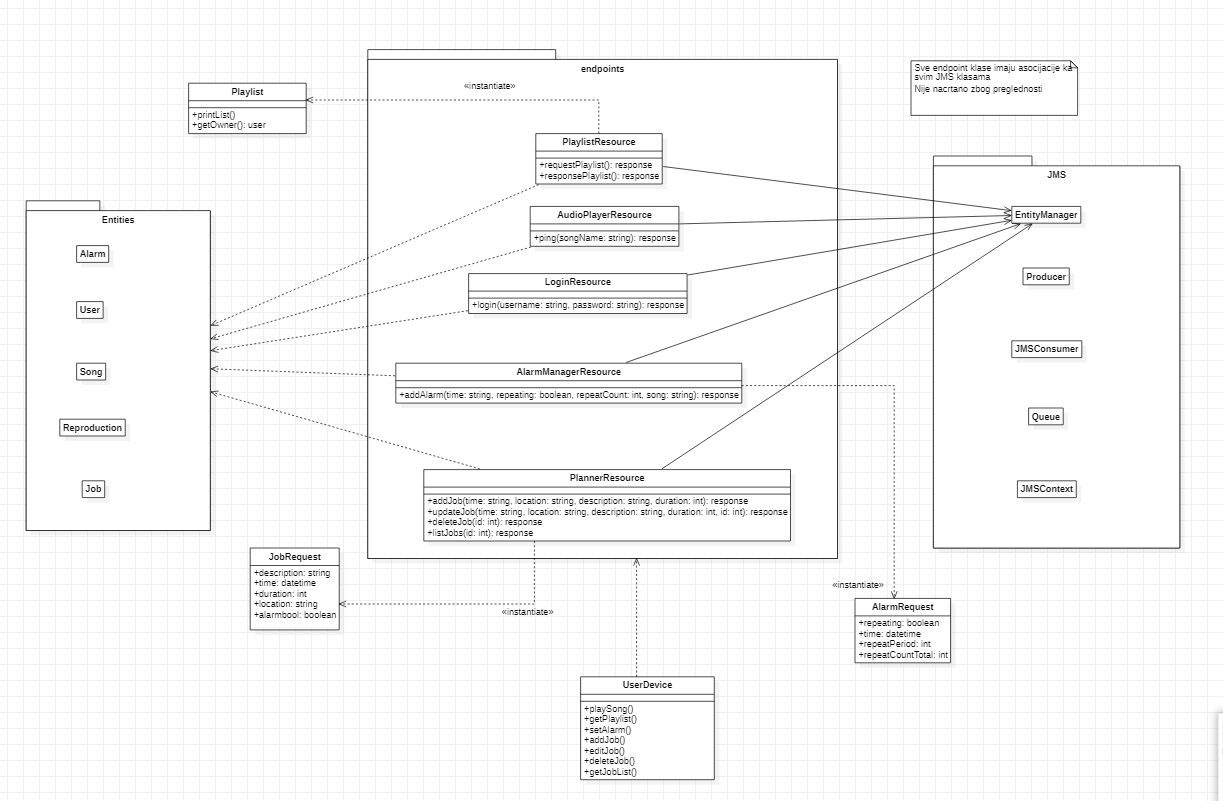 endpoints
Sve endpoint klase imaju asocijacije ka
svim JMS klasama
Nije nacrtano zbog preglednosti
«instantiate»
Playlist
+printList()
+getOwner(): user
PlaylistResource
+requestPlaylist(): response
+responsePlaylist(): response
JMS
EntityManager
Producer
JMSConsumer
Queue
JMSContext
Entities
Alarm
User
Song
Reproduction
Job
AudioPlayerResource
+ping(songName: string): response
LoginResource
+login(username: string, password: string): response
AlarmManagerResource
+addAlarm(time: string, repeating: boolean, repeatCount: int, song: string): response
PlannerResource
+addJob(time: string, location: string, description: string, duration: int): response
+updateJob(time: string, location: string, description: string, duration: int, id: int): response
+deleteJob(id: int): response
+listJobs(id: int): response
JobRequest
+description: string
+time: datetime
+duration: int
+location: string
+alarmbool: boolean
«instantiate»
«instantiate»
AlarmRequest
+repeating: boolean
+time: datetime
+repeatPeriod: int
+repeatCountTotal: int
UserDevice
+playSong()
+getPlaylist()
+setAlarm()
+addJob()
+editJob()
+deleteJob()
+getJobList()